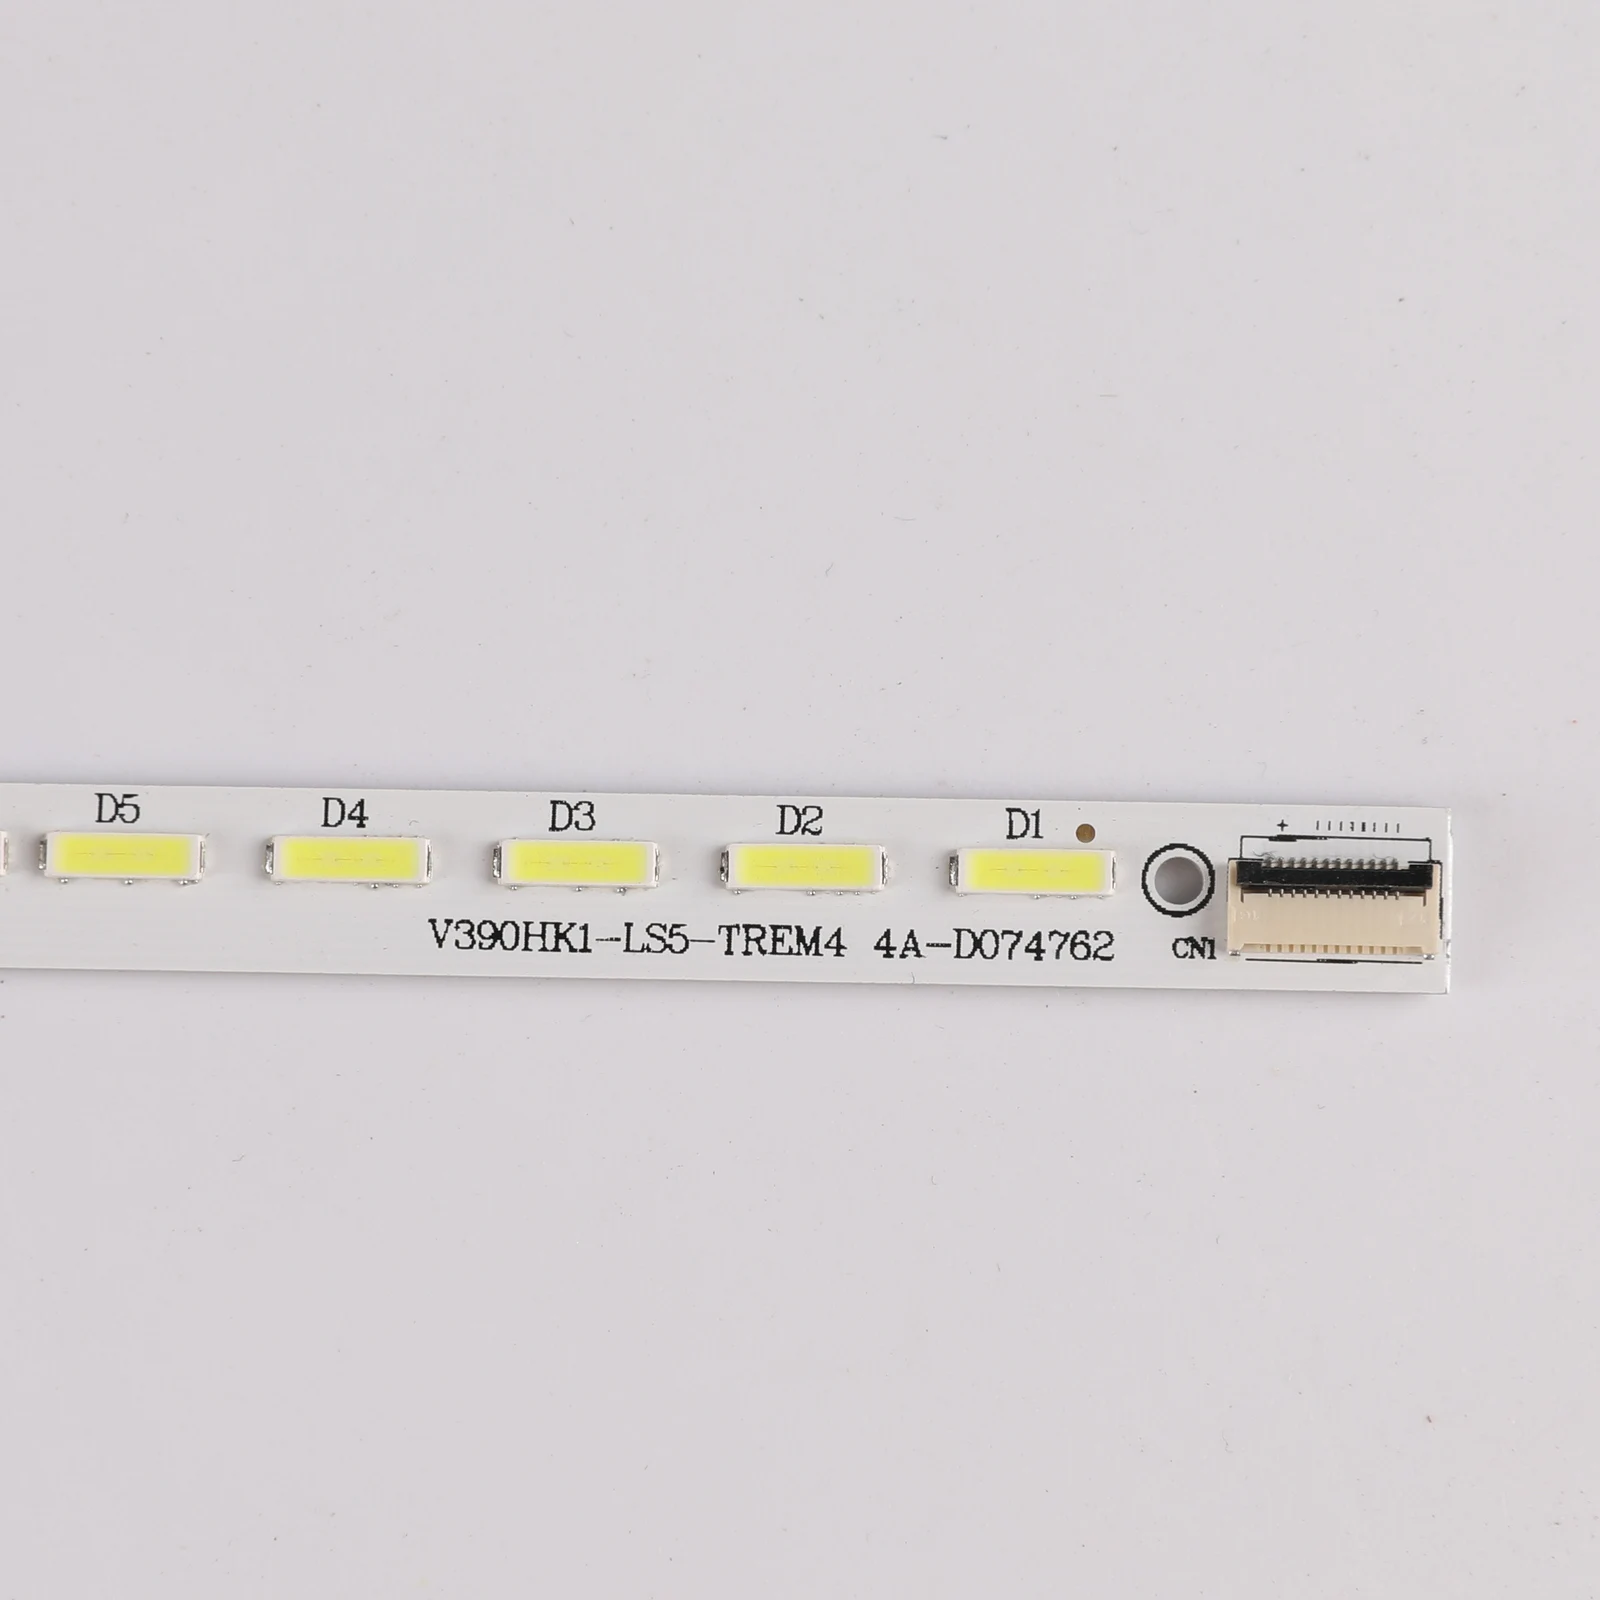 D5 D4 D3 D2 D1
+
V390HK1-LS5-TREM4 4A-D074762
CN1